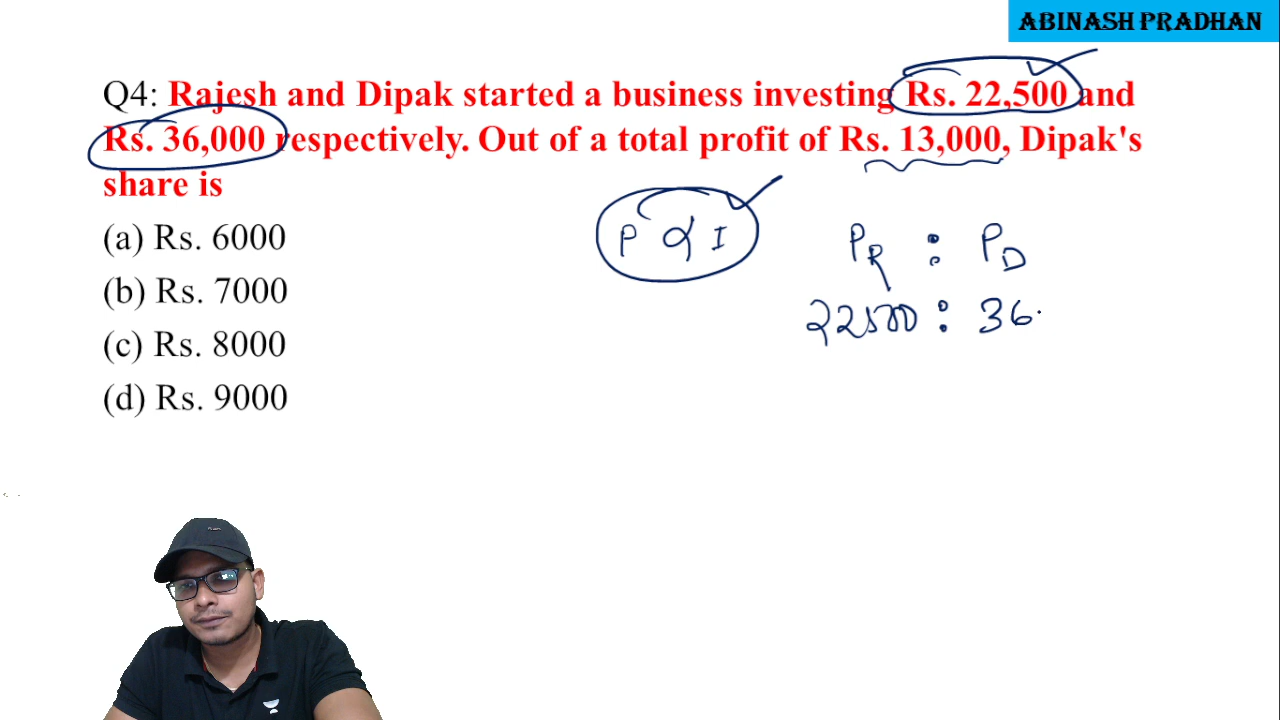 ABINASH PRADHAN
Q4: Rajesh and Dipak started a business investing Rs. 22,500 and
Rs. 36,000 respectively. Out of a total profit of Rs. 13,000, Dipak's
share is
(a) Rs. 6000
(b) Rs. 7000
(c) Rs. 8000
(d) Rs. 9000
P ∝ I
P_R : P_D
22500 : 36